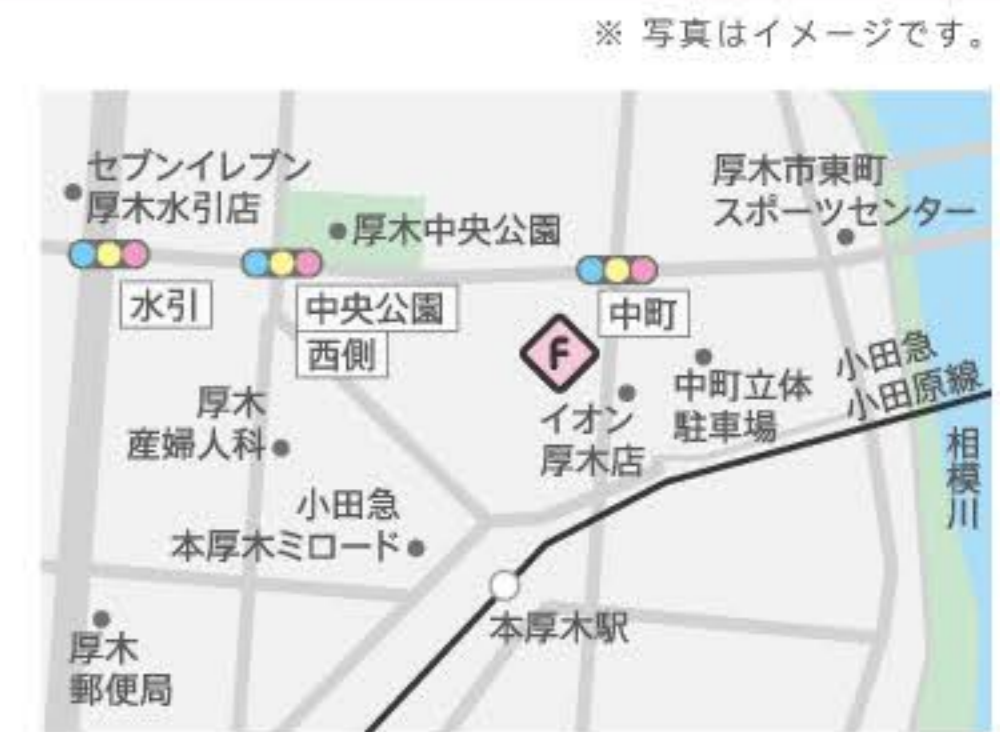 ※ 写真はイメージです。
セブンイレブン
厚木水引店
厚木中央公園
厚木市東町
スポーツセンター
水引
中央公園
西側
中町
F
小田急
小田原線
中町立体
駐車場
イオン
厚木店
厚木
産婦人科
相模川
小田急
本厚木ミロード
本厚木駅
厚木
郵便局